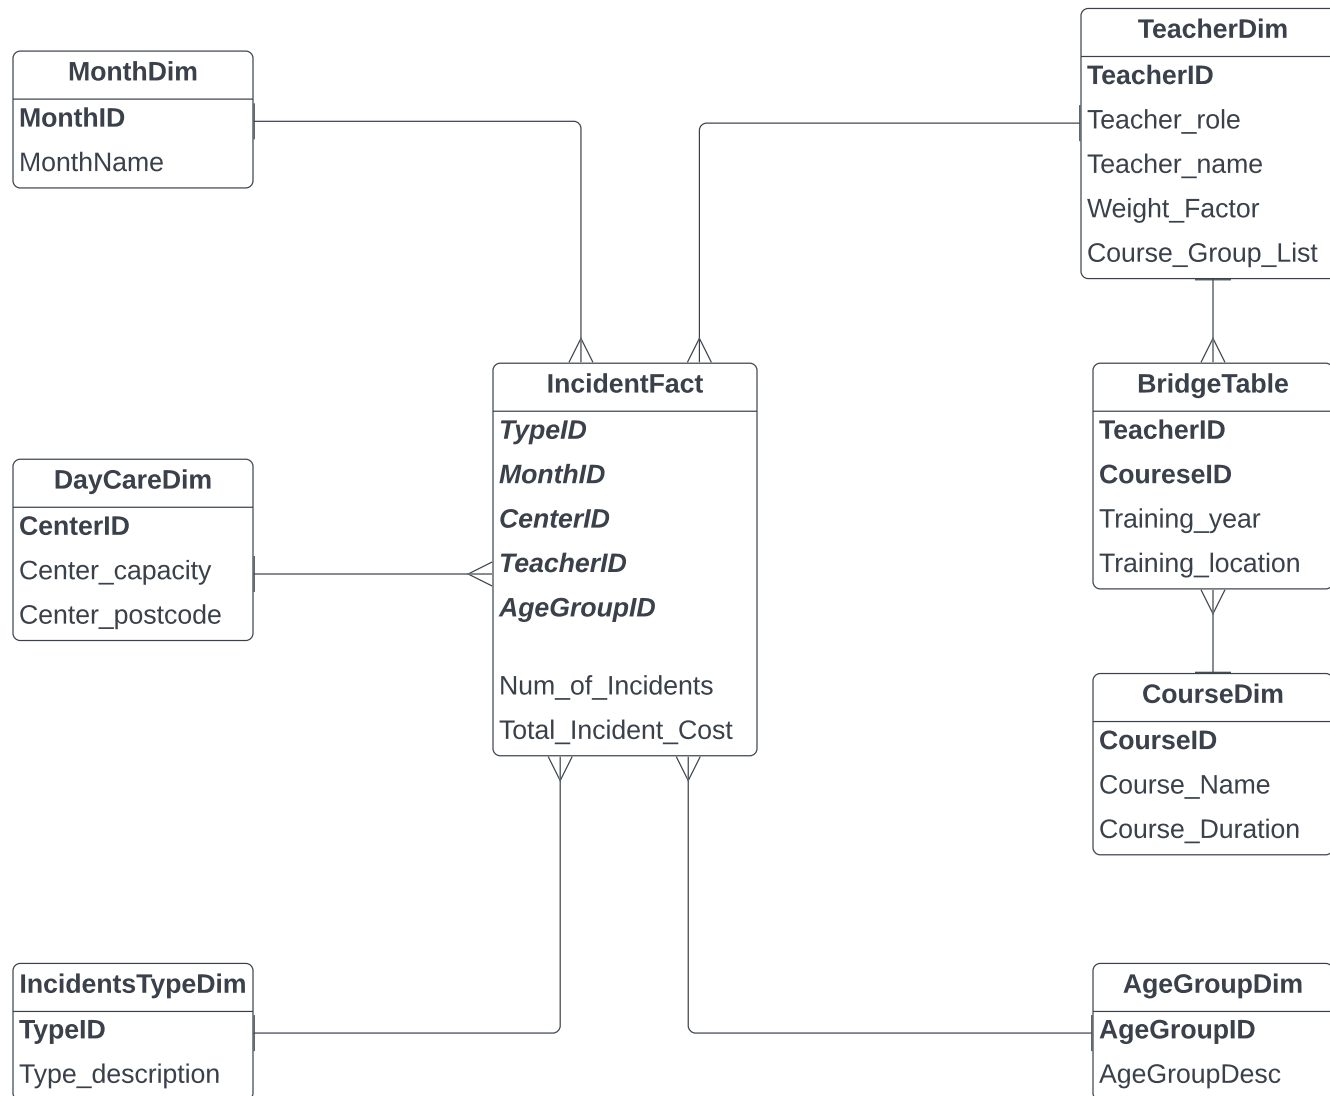 MonthDim
MonthID
MonthName
TeacherDim
TeacherID
Teacher_role
Teacher_name
Weight_Factor
Course_Group_List
IncidentFact
TypeID
MonthID
CenterID
TeacherID
AgeGroupID
Num_of_Incidents
Total_Incident_Cost
BridgeTable
TeacherID
CoureseID
Training_year
Training_location
DayCareDim
CenterID
Center_capacity
Center_postcode
CourseDim
CourseID
Course_Name
Course_Duration
IncidentsTypeDim
TypeID
Type_description
AgeGroupDim
AgeGroupID
AgeGroupDesc